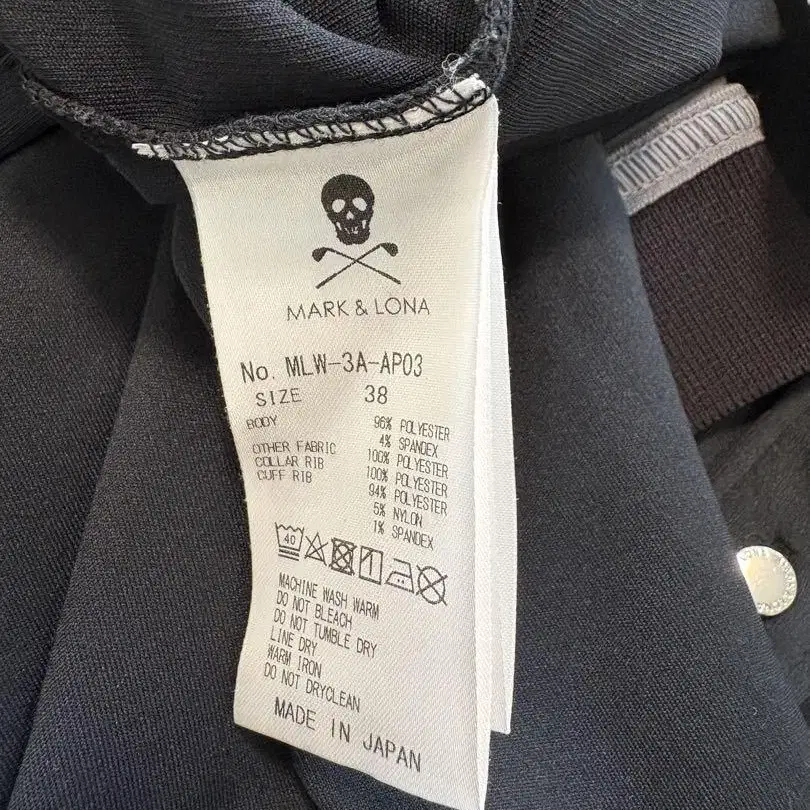 MARK & LONA
No. MLW-3A-AP03
SIZE 38
BODY 96% POLYESTER
4% SPANDEX
OTHER FABRIC 100% POLYESTER
COLLAR RIB 100% POLYESTER
CUFF RIB 94% POLYESTER
5% NYLON
1% SPANDEX
40
MACHINE WASH WARM
DO NOT BLEACH
DO NOT TUMBLE DRY
LINE DRY
WARM IRON
DO NOT DRYCLEAN
MADE IN JAPAN